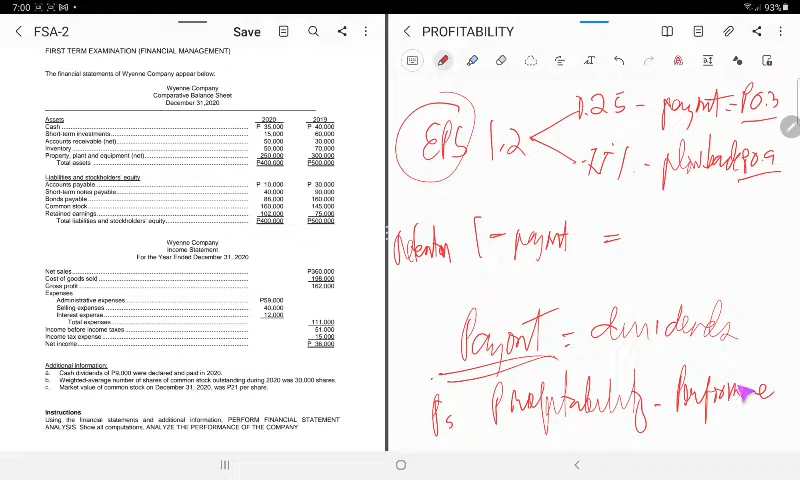 7:00
93%
FSA-2
Save
FIRST TERM EXAMINATION (FINANCIAL MANAGEMENT)
The financial statements of Wyenne Company appear below:
Wyenne Company
Comparative Balance Sheet
December 31,2020
Assets 2020 2019
Cash P 35,000 P 40,000
Short-term investments 15,000 60,000
Accounts receivable (net) 50,000 30,000
Inventory 50,000 70,000
Property, plant and equipment (net) 250,000 300,000
Total assets P400,000 P500,000
Liabilities and stockholders' equity
Accounts payable P 10,000 P 30,000
Short-term notes payable 40,000 90,000
Bonds payable 88,000 160,000
Common stock 160,000 145,000
Retained earnings 102,000 75,000
Total liabilities and stockholders' equity P400,000 P500,000
Wyenne Company
Income Statement
For the Year Ended December 31, 2020
Net sales P360,000
Cost of goods sold 198,000
Gross profit 162,000
Expenses
Administrative expenses P59,000
Selling expenses 40,000
Interest expense 12,000
Total expenses 111,000
Income before income taxes 51,000
Income tax expense 15,000
Net income P 36,000
Additional information:
a. Cash dividends of P9,000 were declared and paid in 2020.
b. Weighted-average number of shares of common stock outstanding during 2020 was 30,000 shares.
c. Market value of common stock on December 31, 2020, was P21 per share.
Instructions
Using the financial statements and additional information, PERFORM FINANCIAL STATEMENT
ANALYSIS. Show all computations. ANALYZE THE PERFORMANCE OF THE COMPANY
PROFITABILITY
EPS 1.2
.25 - payout = P0.3
plowback P0.9
Retention 1 - payout =
Payout = dividends
Profitability -